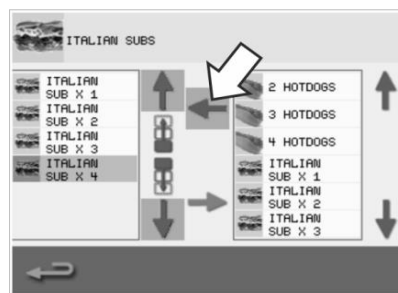 ITALIAN SUBS
ITALIAN
SUB X 1
ITALIAN
SUB X 2
ITALIAN
SUB X 3
ITALIAN
SUB X 4
2 HOTDOGS
3 HOTDOGS
4 HOTDOGS
ITALIAN
SUB X 1
ITALIAN
SUB X 2
ITALIAN
SUB X 3